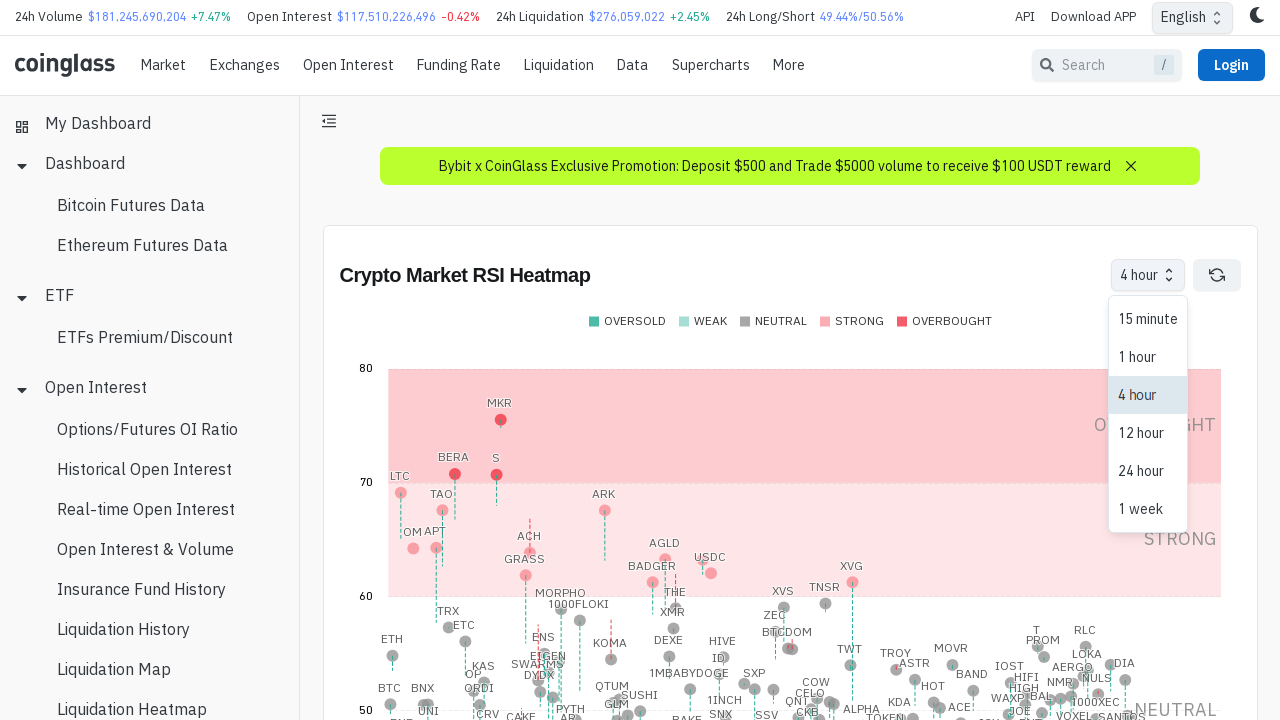 24h Volume $181,245,690,204 +7.47% Open Interest $117,510,226,496 -0.42% 24h Liquidation $276,059,022 +2.45% 24h Long/Short 49.44%/50.56% API Download APP English
coinglass Market Exchanges Open Interest Funding Rate Liquidation Data Supercharts More Search / Login
My Dashboard
Dashboard
Bitcoin Futures Data
Ethereum Futures Data
ETF
ETFs Premium/Discount
Open Interest
Options/Futures OI Ratio
Historical Open Interest
Real-time Open Interest
Open Interest & Volume
Insurance Fund History
Liquidation History
Liquidation Map
Liquidation Heatmap
Bybit x CoinGlass Exclusive Promotion: Deposit $500 and Trade $5000 volume to receive $100 USDT reward
Crypto Market RSI Heatmap 4 hour
15 minute
1 hour
4 hour
12 hour
24 hour
1 week
OVERSOLD WEAK NEUTRAL STRONG OVERBOUGHT
80
MKR
BERA S
70
LTC
TAO ARK
OM APT
ACH
STRONG
GRASS AGLD USDC
BADGER XVG
60
MORPHO THE XVS TNSR
1000FLOKI
TRX XMR ZEC
ETC BTCDOM T RLC
ETH ENS KOMA DEXE HIVE TWT MOVR PROM
EIGEN ID TROY LOKA
KAS SWARMS 1MBABYDOGE SXP ASTR BAND IOST AERGO DIA
DYDX HIFI NULS
BTC BNX ORDI QTUM SUSHI 1INCH COW CELO HOT HIGH NMR
UNI PYTH GLM SNX QNT KDA WAXP BAL 1000XEC
CRV CAKE SSV CKB ALPHA ACE JOE
50 NEUTRAL
BAKE TOKEN VOXEL SANTOS